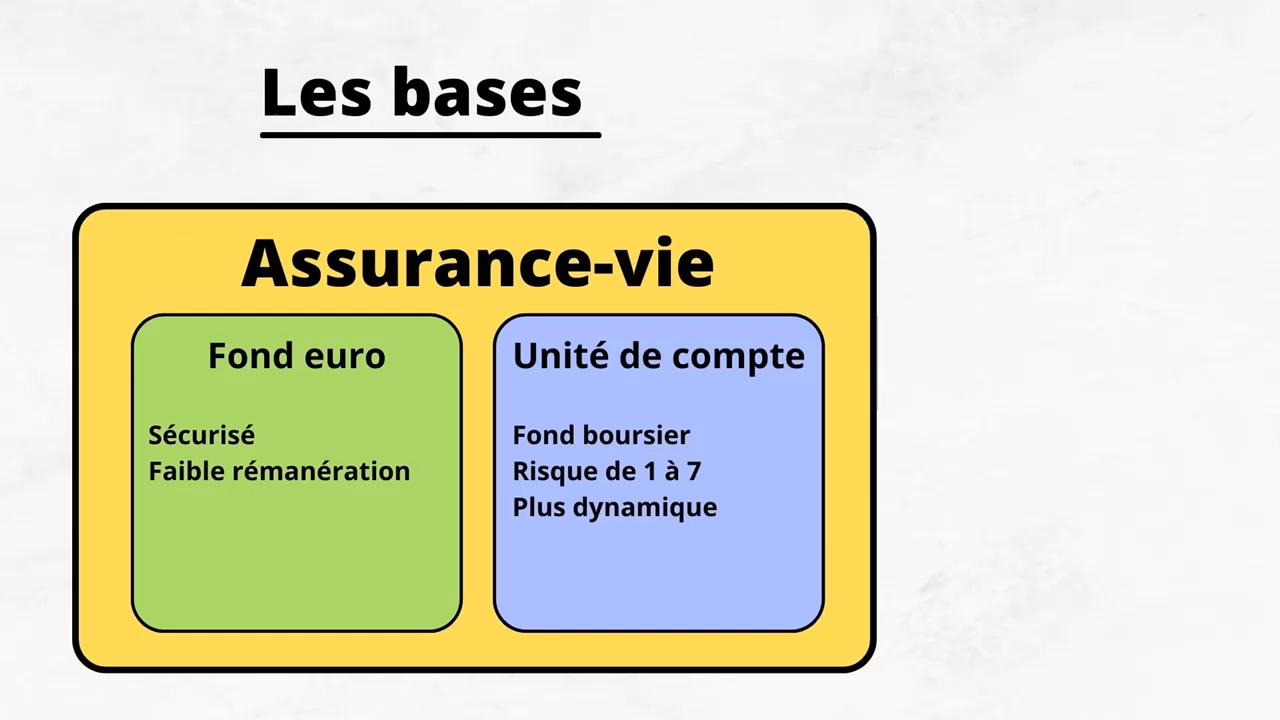 Les bases
Assurance-vie
Fond euro
Sécurisé
Faible rémanération
Unité de compte
Fond boursier
Risque de 1 à 7
Plus dynamique